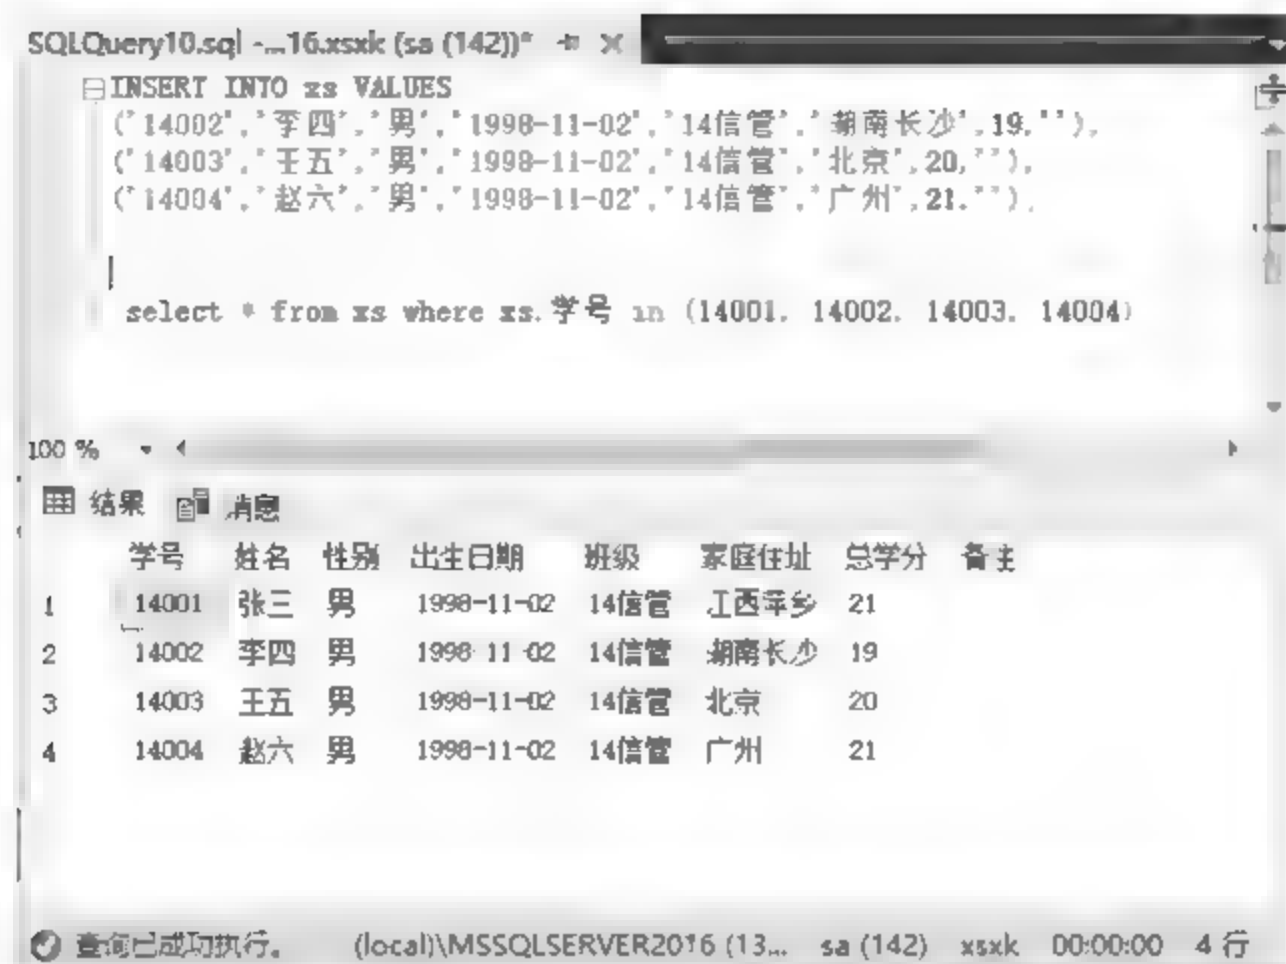 SQLQuery10.sql -...16.xsxk (sa (142))*
INSERT INTO xs VALUES
('14002','李四','男','1998-11-02','14信管','湖南长沙',19,''),
('14003','王五','男','1998-11-02','14信管','北京',20,''),
('14004','赵六','男','1998-11-02','14信管','广州',21,''),
select * from xs where xs.学号 in (14001, 14002, 14003, 14004)
100 %
结果 消息
学号 姓名 性别 出生日期 班级 家庭住址 总学分 备注
1 14001 张三 男 1998-11-02 14信管 江西萍乡 21
2 14002 李四 男 1998-11-02 14信管 湖南长沙 19
3 14003 王五 男 1998-11-02 14信管 北京 20
4 14004 赵六 男 1998-11-02 14信管 广州 21
查询已成功执行。 (local)\MSSQLSERVER2016 (13... sa (142) xsxk 00:00:00 4 行